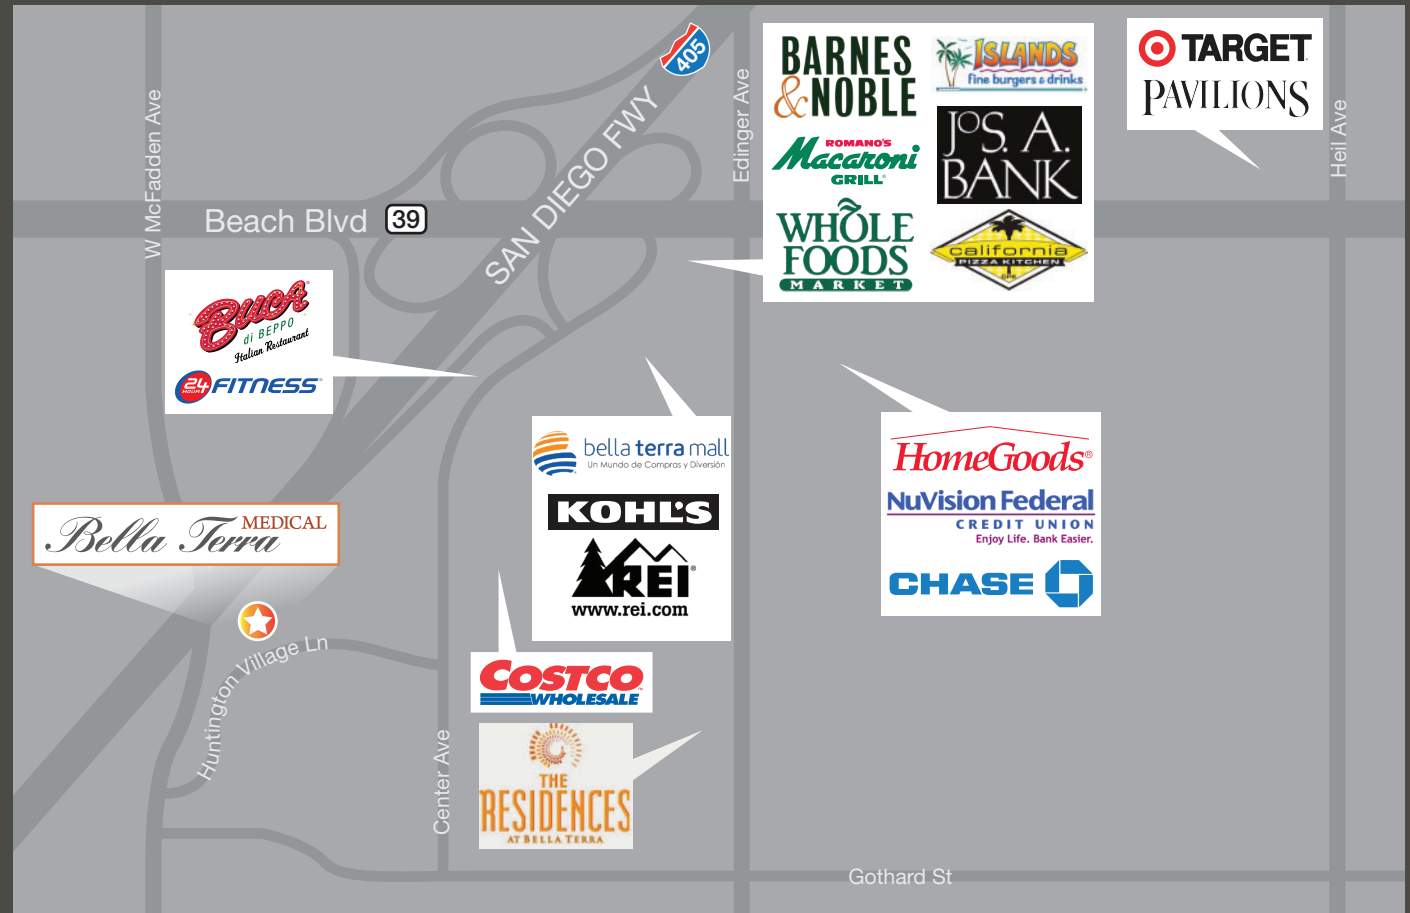 405
SAN DIEGO FWY
W McFadden Ave
Beach Blvd 39
Edinger Ave
Heil Ave
BARNES
&NOBLE
ISLANDS
fine burgers & drinks
ROMANO'S
Macaroni
GRILL
JOS. A.
BANK
WHOLE
FOODS
MARKET
california
PIZZA KITCHEN
CPK
TARGET
PAVILIONS
BUCA
di BEPPO
Italian Restaurant
24
HOUR
FITNESS
bella terra mall
Un Mundo de Compras y Diversión
KOHL'S
REI
www.rei.com
HomeGoods
NuVision Federal
CREDIT UNION
Enjoy Life. Bank Easier.
CHASE
Bella Terra MEDICAL
Huntington Village Ln
COSTCO
WHOLESALE
THE
RESIDENCES
AT BELLA TERRA
Center Ave
Gothard St